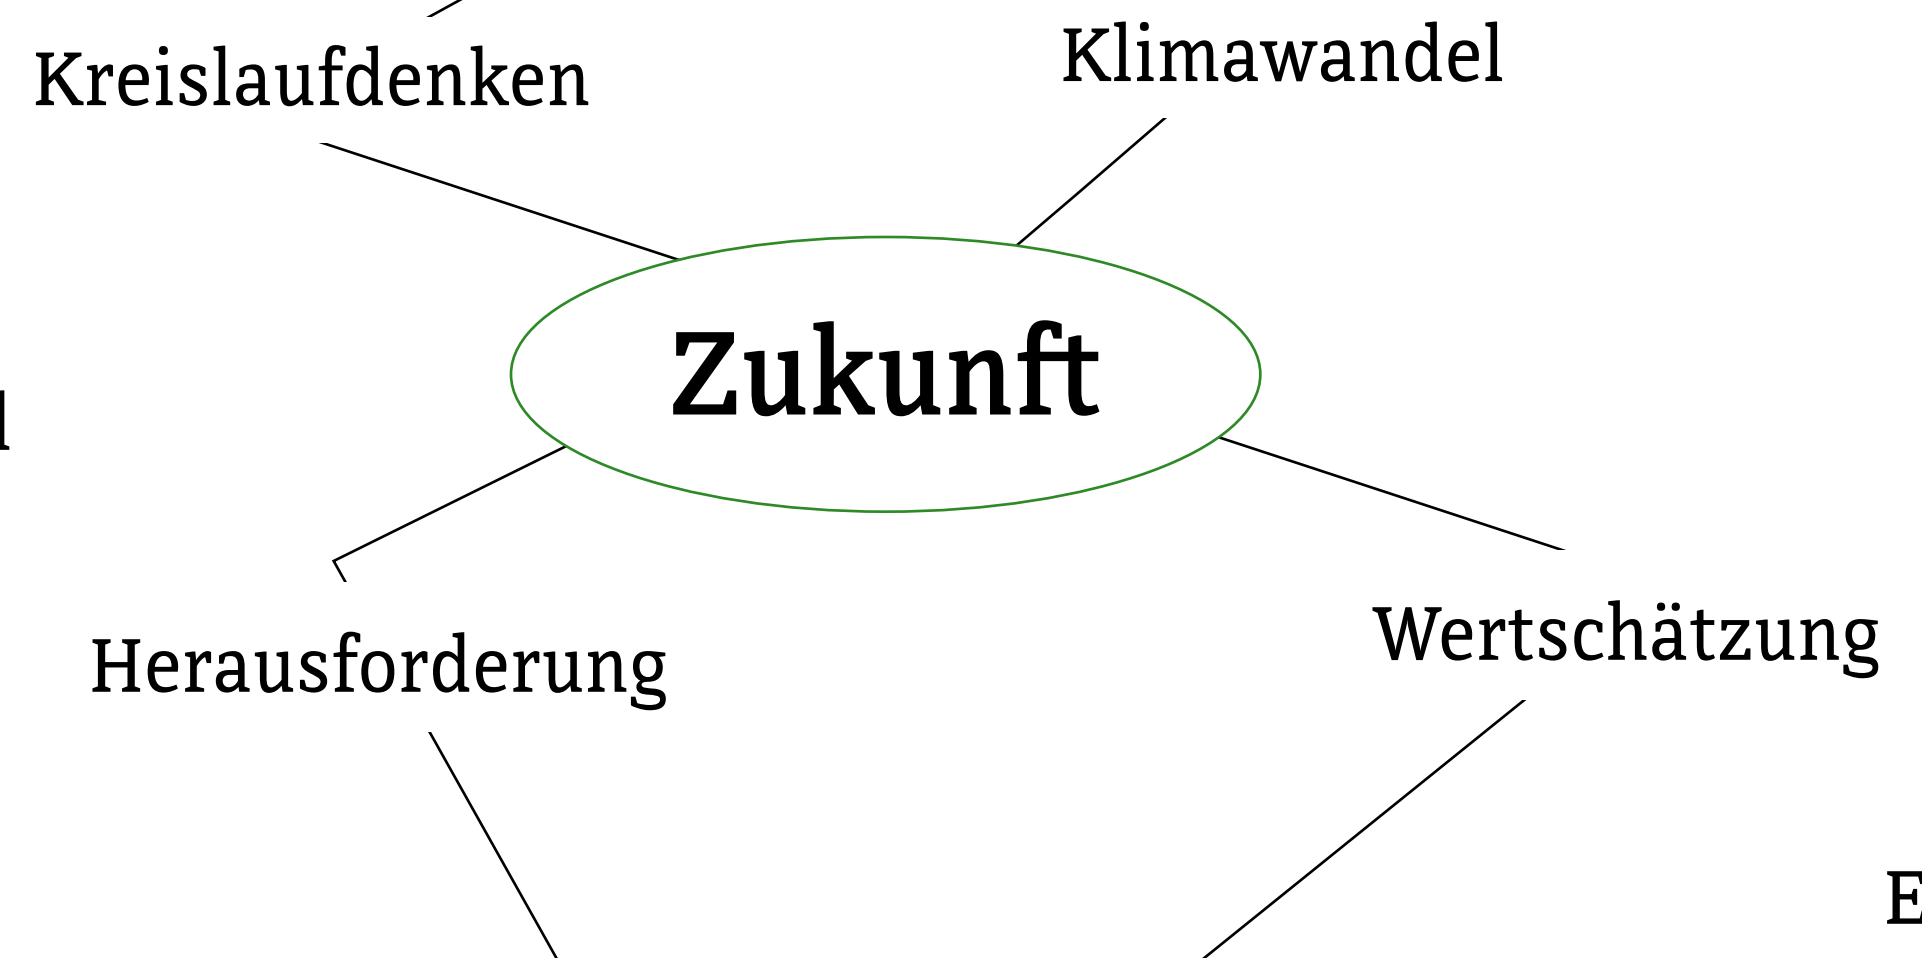 Kreislaufdenken
Klimawandel
Zukunft
Herausforderung
Wertschätzung